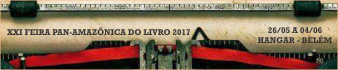 XXI FEIRA PAN-AMAZÔNICA DO LIVRO 2017
26/05 A 04/06
HANGAR - BELÉM